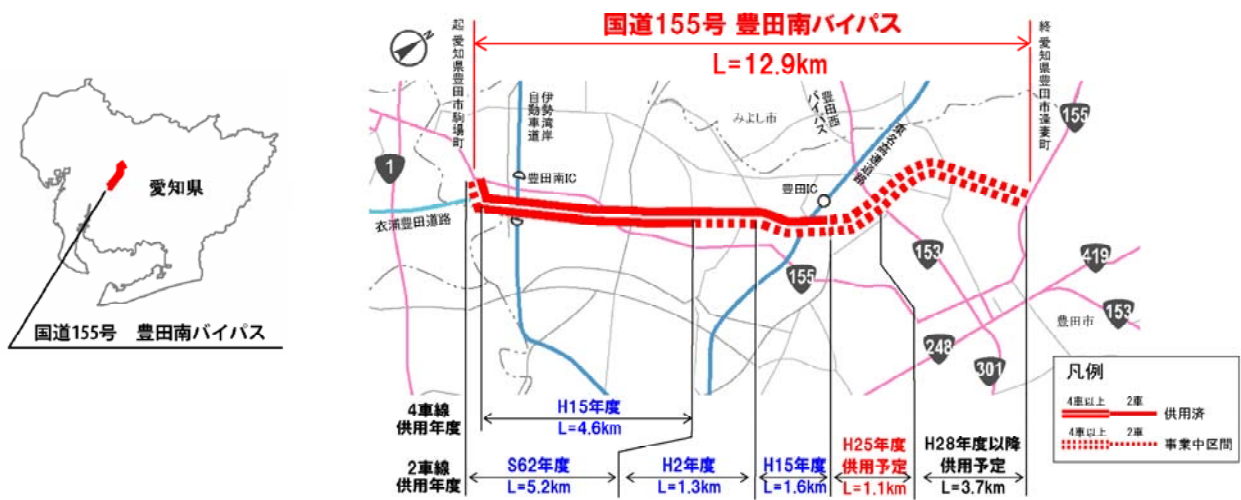 愛知県
国道155号　豊田南バイパス
国道155号 豊田南バイパス
L=12.9km
起 愛知県豊田市駒場町
終 愛知県豊田市逢妻町
N
伊勢湾岸
自動車道
豊田南IC
衣浦豊田道路
みよし市
豊田西
バイパス
東名高速道路
豊田IC
豊田市
1
155
155
153
419
153
248
301
凡例
4車以上 2車 供用済
4車以上 2車 事業中区間
4車線
供用年度
H15年度
L=4.6km
2車線
供用年度
S62年度
L=5.2km
H2年度
L=1.3km
H15年度
L=1.6km
H25年度
供用予定
L=1.1km
H28年度以降
供用予定
L=3.7km